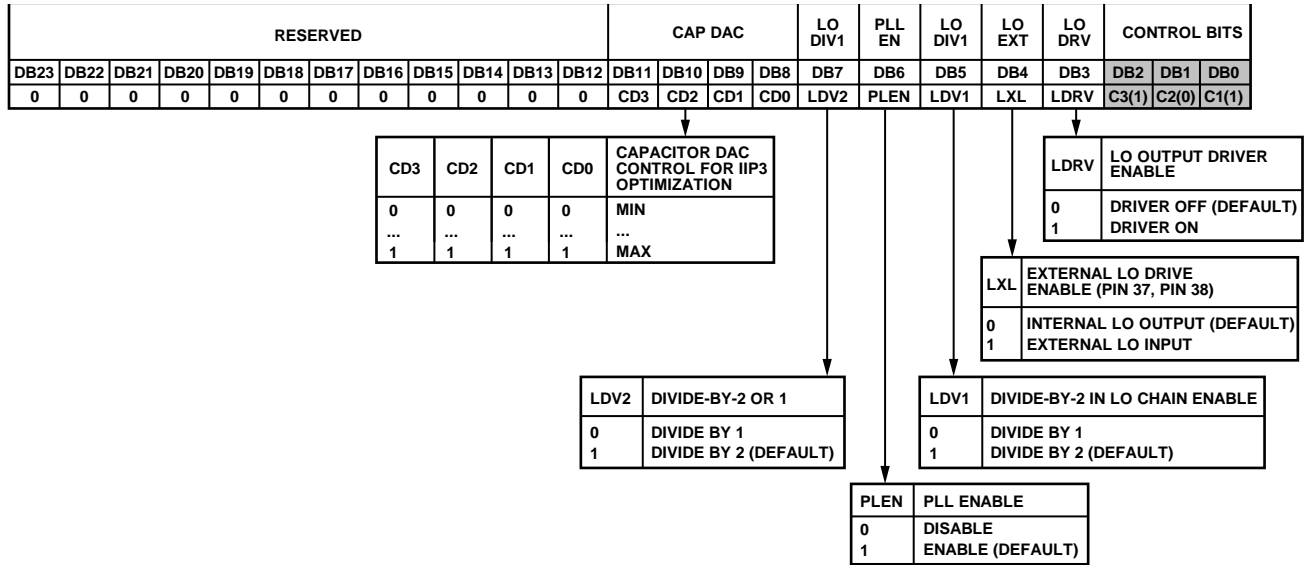 RESERVED CAP DAC LO DIV1 PLL EN LO DIV1 LO EXT LO DRV CONTROL BITS
DB23 DB22 DB21 DB20 DB19 DB18 DB17 DB16 DB15 DB14 DB13 DB12 DB11 DB10 DB9 DB8 DB7 DB6 DB5 DB4 DB3 DB2 DB1 DB0
0 0 0 0 0 0 0 0 0 0 0 0 CD3 CD2 CD1 CD0 LDV2 PLEN LDV1 LXL LDRV C3(1) C2(0) C1(1)
CD3 CD2 CD1 CD0 CAPACITOR DAC
CONTROL FOR IIP3
OPTIMIZATION
0 0 0 0 MIN
... ... ... ... ...
1 1 1 1 MAX
LDRV LO OUTPUT DRIVER
ENABLE
0 DRIVER OFF (DEFAULT)
1 DRIVER ON
LXL EXTERNAL LO DRIVE
ENABLE (PIN 37, PIN 38)
0 INTERNAL LO OUTPUT (DEFAULT)
1 EXTERNAL LO INPUT
LDV2 DIVIDE-BY-2 OR 1
0 DIVIDE BY 1
1 DIVIDE BY 2 (DEFAULT)
LDV1 DIVIDE-BY-2 IN LO CHAIN ENABLE
0 DIVIDE BY 1
1 DIVIDE BY 2 (DEFAULT)
PLEN PLL ENABLE
0 DISABLE
1 ENABLE (DEFAULT)